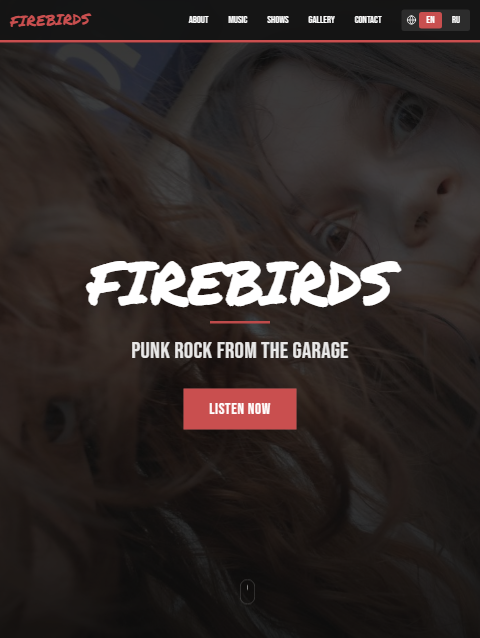 FIREBIRDS
ABOUT MUSIC SHOWS GALLERY CONTACT EN RU
FIREBIRDS
PUNK ROCK FROM THE GARAGE
LISTEN NOW